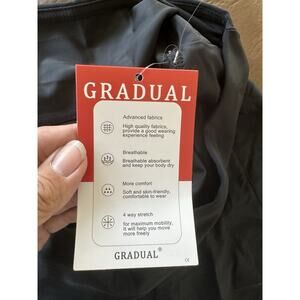 GRADUAL
Advanced fabrics
High quality fabrics,
provide a good wearing
experience feeling
Breathable
Breathable absorbent
and keep your body dry
More comfort
Soft and skin-friendly,
comfortable to wear
4 way stretch
for maximum mobility,
It will help you move
more freely
GRADUAL®
CE